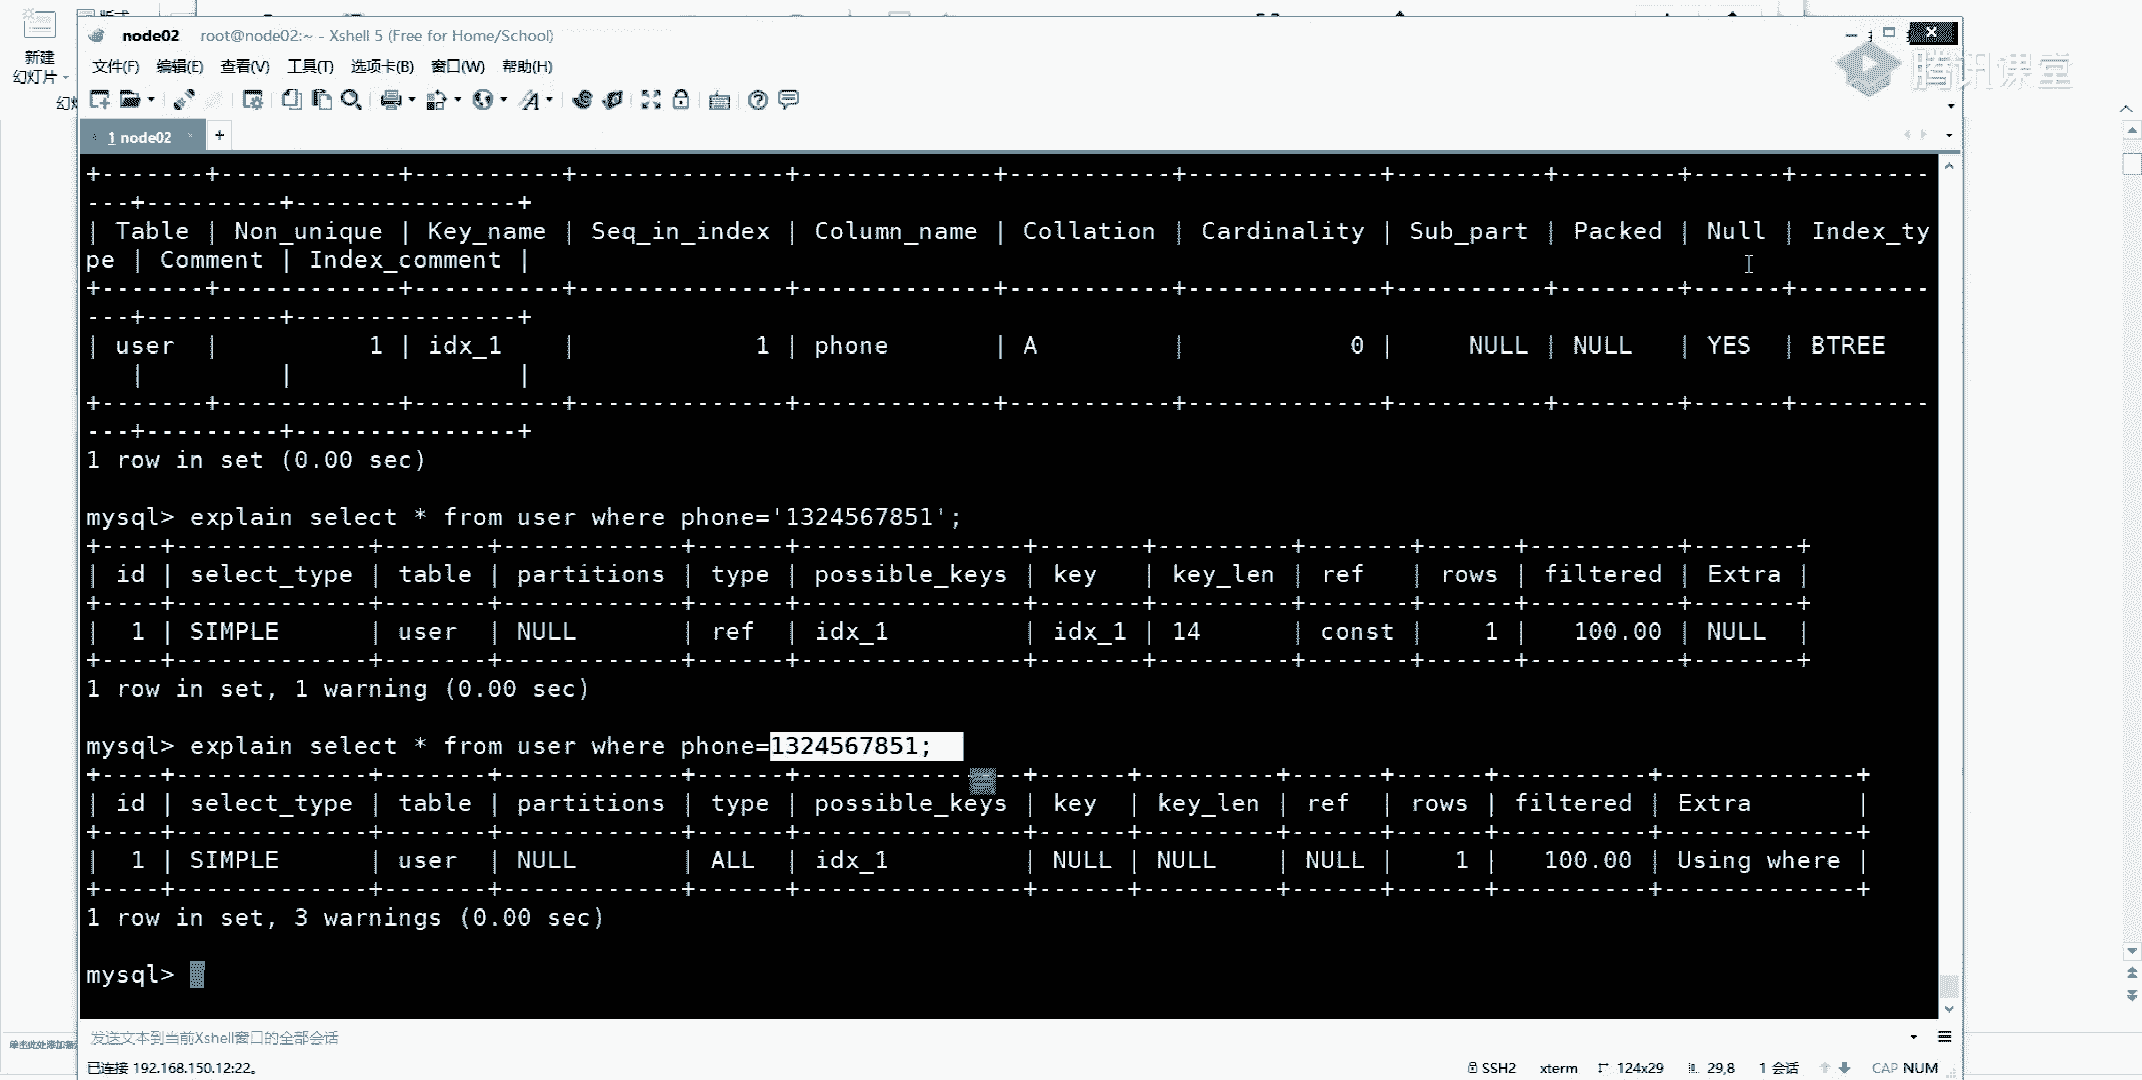 新建
幻灯片
node02 root@node02:~ - Xshell 5 (Free for Home/School)
腾讯课堂
文件(F) 编辑(E) 查看(V) 工具(T) 选项卡(B) 窗口(W) 帮助(H)
1 node02 +
+-------+------------+----------+--------------+-------------+-----------+-------------+----------+--------+------+---------
---+---------+---------------+
| Table | Non_unique | Key_name | Seq_in_index | Column_name | Collation | Cardinality | Sub_part | Packed | Null | Index_ty
pe | Comment | Index_comment |
+-------+------------+----------+--------------+-------------+-----------+-------------+----------+--------+------+---------
---+---------+---------------+
| user  |          1 | idx_1    |            1 | phone       | A         |           0 |     NULL | NULL   | YES  | BTREE
   |         |               |
+-------+------------+----------+--------------+-------------+-----------+-------------+----------+--------+------+---------
---+---------+---------------+
1 row in set (0.00 sec)
mysql> explain select * from user where phone='1324567851';
+----+-------------+-------+------------+------+---------------+-------+---------+-------+------+----------+-------+
| id | select_type | table | partitions | type | possible_keys | key   | key_len | ref   | rows | filtered | Extra |
+----+-------------+-------+------------+------+---------------+-------+---------+-------+------+----------+-------+
|  1 | SIMPLE      | user  | NULL       | ref  | idx_1         | idx_1 | 14      | const |    1 |   100.00 | NULL  |
+----+-------------+-------+------------+------+---------------+-------+---------+-------+------+----------+-------+
1 row in set, 1 warning (0.00 sec)
mysql> explain select * from user where phone=1324567851;
+----+-------------+-------+------------+------+---------------+------+---------+------+------+----------+-------------+
| id | select_type | table | partitions | type | possible_keys | key  | key_len | ref  | rows | filtered | Extra       |
+----+-------------+-------+------------+------+---------------+------+---------+------+------+----------+-------------+
|  1 | SIMPLE      | user  | NULL       | ALL  | idx_1         | NULL | NULL    | NULL |    1 |   100.00 | Using where |
+----+-------------+-------+------------+------+---------------+------+---------+------+------+----------+-------------+
1 row in set, 3 warnings (0.00 sec)
mysql>
发送文本到当前Xshell窗口的全部会话
已连接 192.168.150.12:22。 SSH2 xterm 124x29 29,8 1 会话 CAP NUM